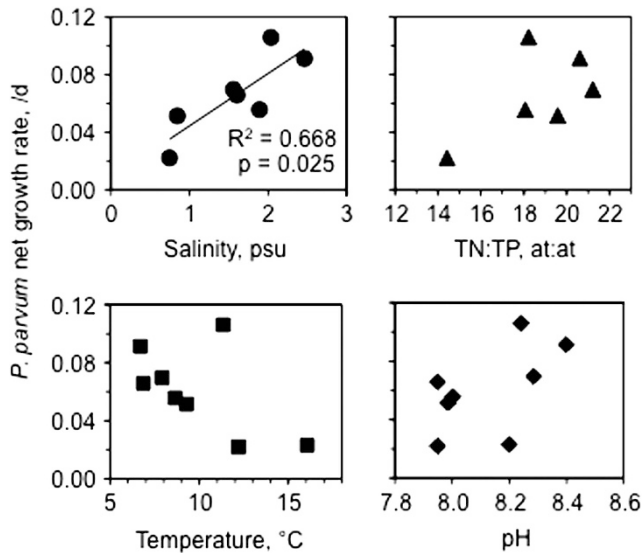 P. parvum net growth rate, /d
0.12
0.08
0.04
0.00
R² = 0.668
p = 0.025
0 1 2 3
Salinity, psu
12 14 16 18 20 22
TN:TP, at:at
0.12
0.08
0.04
0.00
5 10 15
Temperature, °C
7.8 8.0 8.2 8.4 8.6
pH